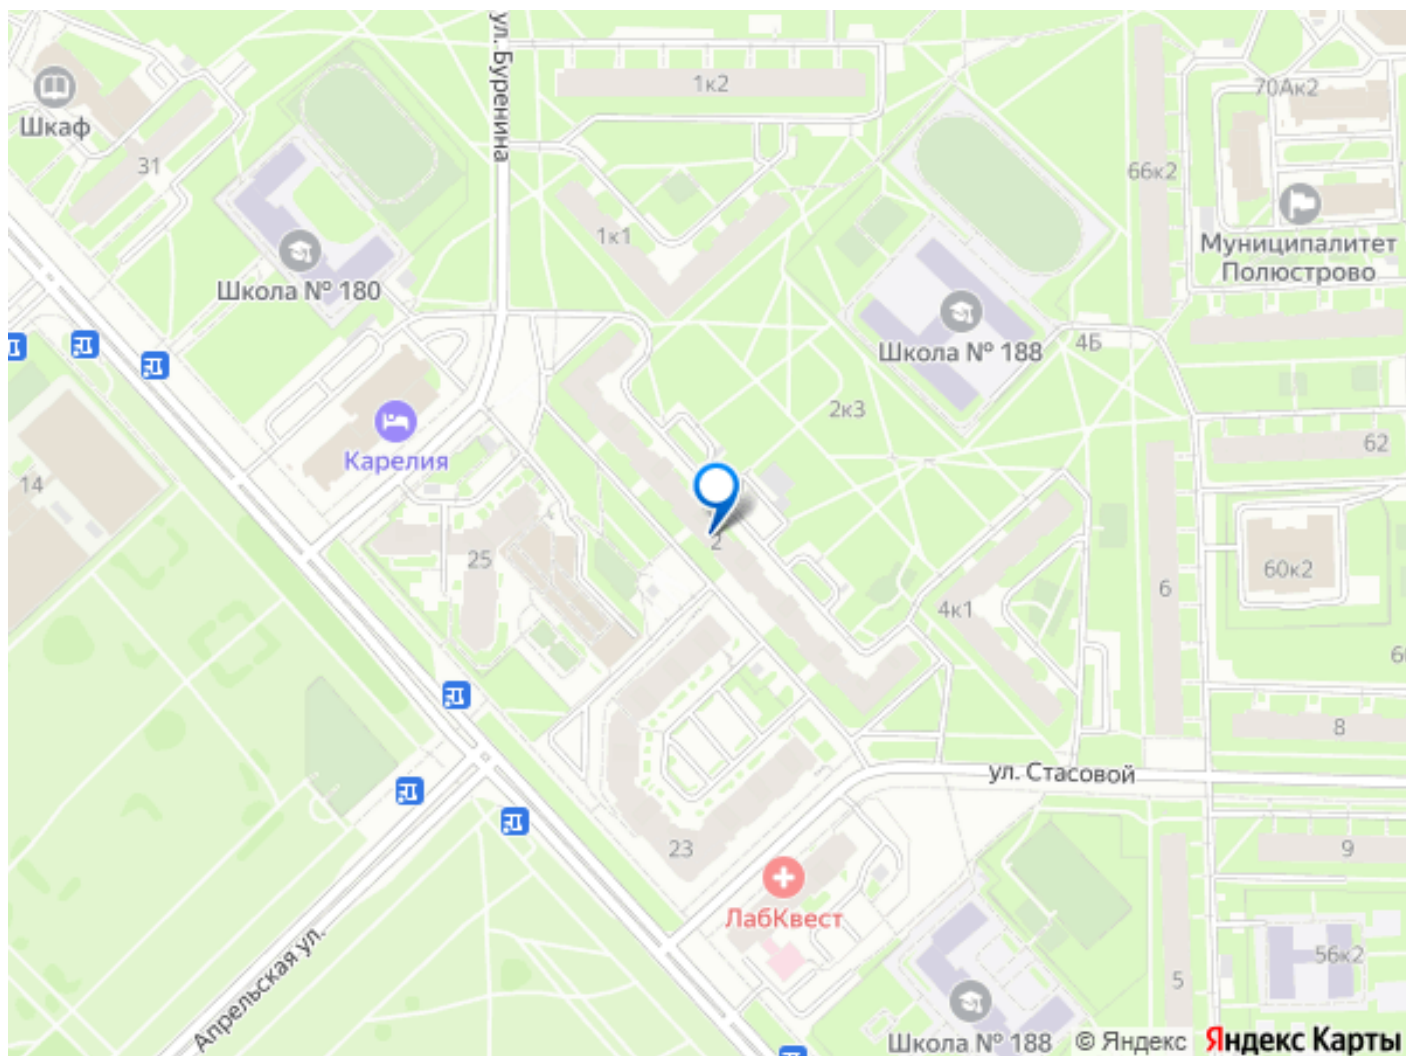 ул. Буренина
1к2
70Ак2
Шкаф
31
66к2
1к1
Муниципалитет
Полюстрово
Школа № 180
Школа № 188
4Б
2к3
62
Карелия
14
2
25
60к2
6
4к1
8
ул. Стасовой
23
9
ЛабКвест
Апрельская ул.
56к2
5
Школа № 188
© Яндекс
Яндекс Карты